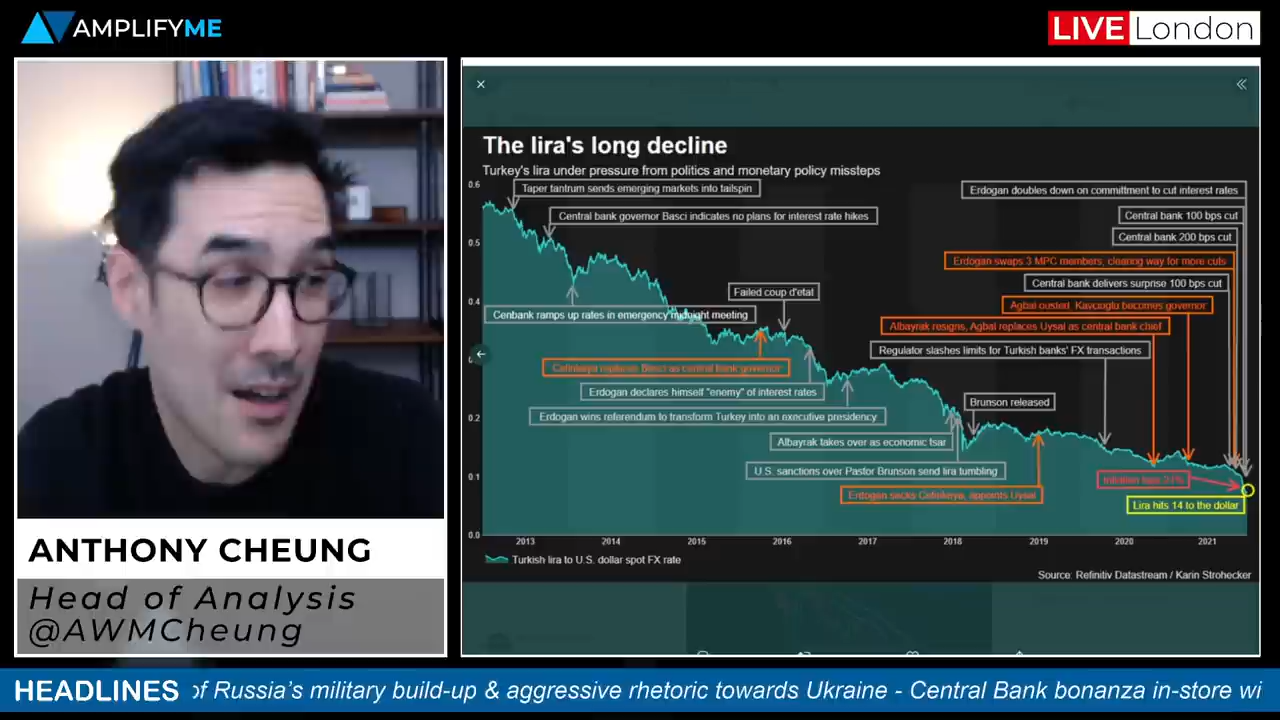 AMPLIFYME
LIVE London
The lira's long decline
Turkey's lira under pressure from politics and monetary policy missteps
0.6
Taper tantrum sends emerging markets into tailspin
Erdogan doubles down on commitment to cut interest rates
Central bank governor Basci indicates no plans for interest rate hikes
Central bank 100 bps cut
0.5
Central bank 200 bps cut
Erdogan swaps 3 MPC members, clearing way for more cuts
Central bank delivers surprise 100 bps cut
Failed coup d'etat
0.4
Agbal ousted, Kavcioglu becomes governor
Cenbank ramps up rates in emergency midnight meeting
Albayrak resigns, Agbal replaces Uysal as central bank chief
Regulator slashes limits for Turkish banks' FX transactions
Cetinkaya replaces Basci as central bank governor
Erdogan declares himself "enemy" of interest rates
Brunson released
0.2
Erdogan wins referendum to transform Turkey into an executive presidency
Albayrak takes over as economic tsar
U.S. sanctions over Pastor Brunson send lira tumbling
0.1
Inflation tops 21%
Erdogan sacks Cetinkaya, appoints Uysal
Lira hits 14 to the dollar
0.0
2013 2014 2015 2016 2017 2018 2019 2020 2021
Turkish lira to U.S. dollar spot FX rate
Source: Refinitiv Datastream / Karin Strohecker
ANTHONY CHEUNG
Head of Analysis
@AWMCheung
HEADLINES of Russia's military build-up & aggressive rhetoric towards Ukraine - Central Bank bonanza in-store wi